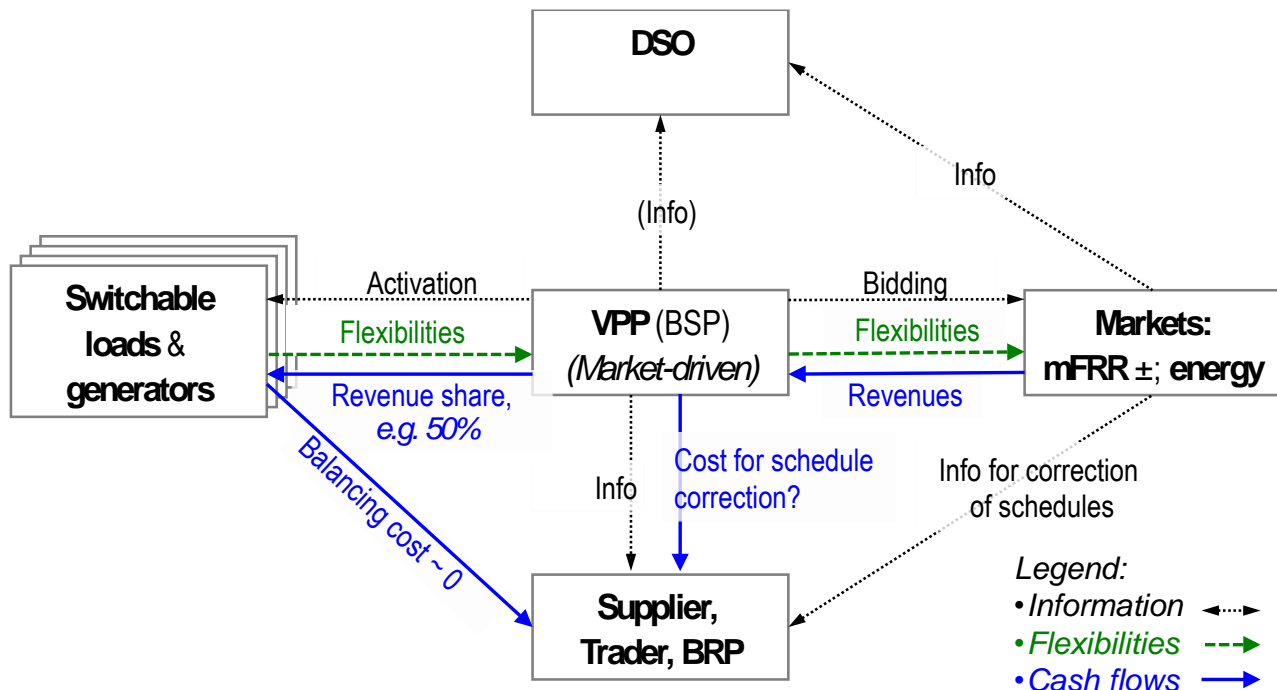 DSO
Info
(Info)
Activation
Bidding
Switchable
loads &
generators
Flexibilities
VPP (BSP)
(Market-driven)
Flexibilities
Markets:
mFRR ±; energy
Revenue share,
e.g. 50%
Revenues
Balancing cost ~ 0
Info
Cost for schedule
correction?
Info for correction
of schedules
Supplier,
Trader, BRP
Legend:
•Information
•Flexibilities
•Cash flows